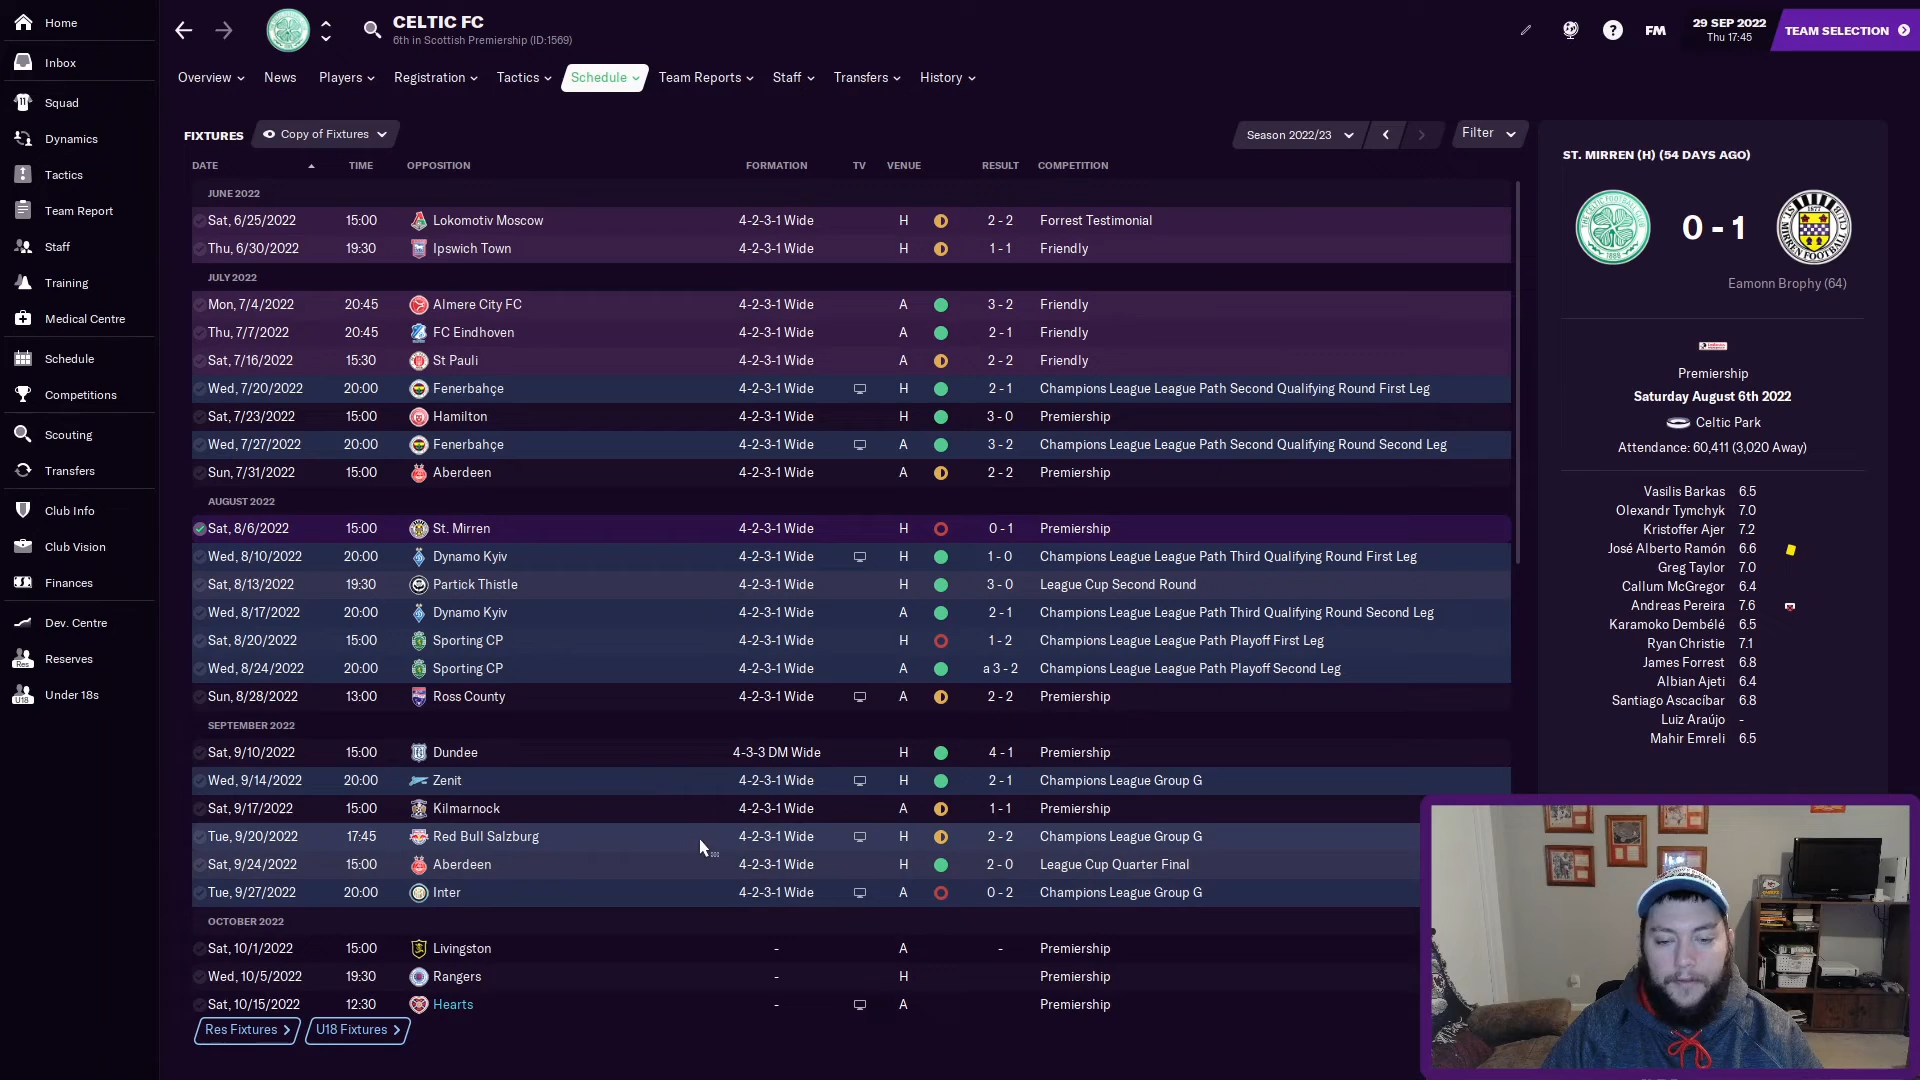 Home
Inbox
Squad
Dynamics
Tactics
Team Report
Staff
Training
Medical Centre
Schedule
Competitions
Scouting
Transfers
Club Info
Club Vision
Finances
Dev. Centre
Reserves
Under 18s
CELTIC FC
6th in Scottish Premiership (ID:1569)
FM
29 SEP 2022
Thu 17:45
TEAM SELECTION
Overview News Players Registration Tactics Schedule Team Reports Staff Transfers History
FIXTURES Copy of Fixtures Season 2022/23 Filter
DATE TIME OPPOSITION FORMATION TV VENUE RESULT COMPETITION
JUNE 2022
Sat, 6/25/2022 15:00 Lokomotiv Moscow 4-2-3-1 Wide H 2 - 2 Forrest Testimonial
Thu, 6/30/2022 19:30 Ipswich Town 4-2-3-1 Wide H 1 - 1 Friendly
JULY 2022
Mon, 7/4/2022 20:45 Almere City FC 4-2-3-1 Wide A 3 - 2 Friendly
Thu, 7/7/2022 20:45 FC Eindhoven 4-2-3-1 Wide A 2 - 1 Friendly
Sat, 7/16/2022 15:30 St Pauli 4-2-3-1 Wide A 2 - 2 Friendly
Wed, 7/20/2022 20:00 Fenerbahçe 4-2-3-1 Wide H 2 - 1 Champions League League Path Second Qualifying Round First Leg
Sat, 7/23/2022 15:00 Hamilton 4-2-3-1 Wide H 3 - 0 Premiership
Wed, 7/27/2022 20:00 Fenerbahçe 4-2-3-1 Wide A 3 - 2 Champions League League Path Second Qualifying Round Second Leg
Sun, 7/31/2022 15:00 Aberdeen 4-2-3-1 Wide A 2 - 2 Premiership
AUGUST 2022
Sat, 8/6/2022 15:00 St. Mirren 4-2-3-1 Wide H 0 - 1 Premiership
Wed, 8/10/2022 20:00 Dynamo Kyiv 4-2-3-1 Wide H 1 - 0 Champions League League Path Third Qualifying Round First Leg
Sat, 8/13/2022 19:30 Partick Thistle 4-2-3-1 Wide H 3 - 0 League Cup Second Round
Wed, 8/17/2022 20:00 Dynamo Kyiv 4-2-3-1 Wide A 2 - 1 Champions League League Path Third Qualifying Round Second Leg
Sat, 8/20/2022 15:00 Sporting CP 4-2-3-1 Wide H 1 - 2 Champions League League Path Playoff First Leg
Wed, 8/24/2022 20:00 Sporting CP 4-2-3-1 Wide A a 3 - 2 Champions League League Path Playoff Second Leg
Sun, 8/28/2022 13:00 Ross County 4-2-3-1 Wide A 2 - 2 Premiership
SEPTEMBER 2022
Sat, 9/10/2022 15:00 Dundee 4-3-3 DM Wide H 4 - 1 Premiership
Wed, 9/14/2022 20:00 Zenit 4-2-3-1 Wide H 2 - 1 Champions League Group G
Sat, 9/17/2022 15:00 Kilmarnock 4-2-3-1 Wide A 1 - 1 Premiership
Tue, 9/20/2022 17:45 Red Bull Salzburg 4-2-3-1 Wide H 2 - 2 Champions League Group G
Sat, 9/24/2022 15:00 Aberdeen 4-2-3-1 Wide H 2 - 0 League Cup Quarter Final
Tue, 9/27/2022 20:00 Inter 4-2-3-1 Wide A 0 - 2 Champions League Group G
OCTOBER 2022
Sat, 10/1/2022 15:00 Livingston - A - Premiership
Wed, 10/5/2022 19:30 Rangers - H Premiership
Sat, 10/15/2022 12:30 Hearts - A Premiership
Res Fixtures U18 Fixtures
ST. MIRREN (H) (54 DAYS AGO)
0 - 1
Eamonn Brophy (64)
Premiership
Saturday August 6th 2022
Celtic Park
Attendance: 60,411 (3,020 Away)
Vasilis Barkas 6.5
Olexandr Tymchyk 7.0
Kristoffer Ajer 7.2
José Alberto Ramón 6.6
Greg Taylor 7.0
Callum McGregor 6.4
Andreas Pereira 7.6
Karamoko Dembélé 6.5
Ryan Christie 7.1
James Forrest 6.8
Albian Ajeti 6.4
Santiago Ascacíbar 6.8
Luiz Araújo -
Mahir Emreli 6.5